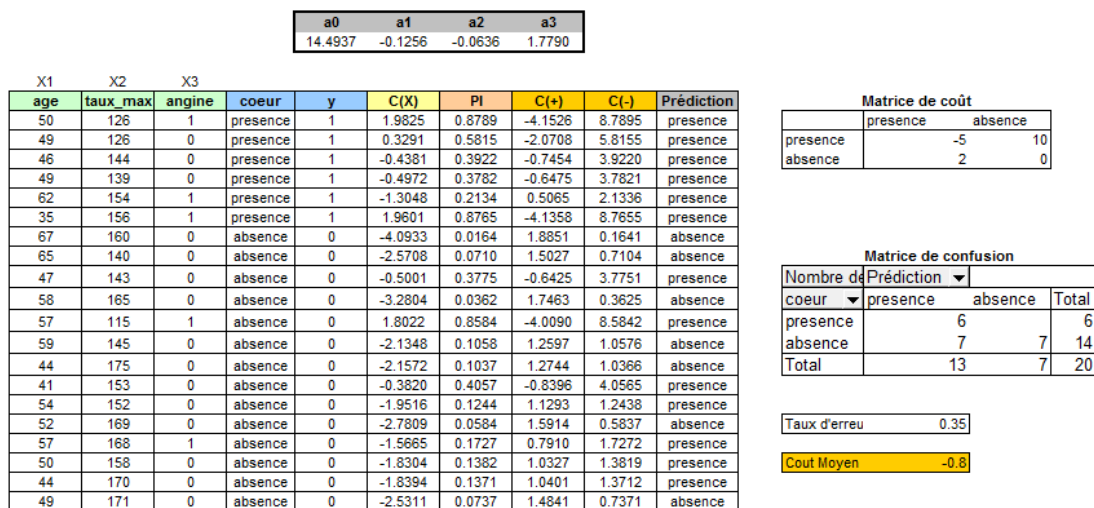 a0 a1 a2 a3
14.4937 -0.1256 -0.0636 1.7790
X1 X2 X3
age taux_max angine coeur y C(X) PI C(+) C(-) Prédiction
50 126 1 presence 1 1.9825 0.8789 -4.1526 8.7895 presence
49 126 0 presence 1 0.3291 0.5815 -2.0708 5.8155 presence
46 144 0 presence 1 -0.4381 0.3922 -0.7454 3.9220 presence
49 139 0 presence 1 -0.4972 0.3782 -0.6475 3.7821 presence
62 154 1 presence 1 -1.3048 0.2134 0.5065 2.1336 presence
35 156 1 presence 1 1.9601 0.8765 -4.1358 8.7655 presence
67 160 0 absence 0 -4.0933 0.0164 1.8851 0.1641 absence
65 140 0 absence 0 -2.5708 0.0710 1.5027 0.7104 absence
47 143 0 absence 0 -0.5001 0.3775 -0.6425 3.7751 presence
58 165 0 absence 0 -3.2804 0.0362 1.7463 0.3625 absence
57 115 1 absence 0 1.8022 0.8584 -4.0090 8.5842 presence
59 145 0 absence 0 -2.1348 0.1058 1.2597 1.0576 absence
44 175 0 absence 0 -2.1572 0.1037 1.2744 1.0366 absence
41 153 0 absence 0 -0.3820 0.4057 -0.8396 4.0565 presence
54 152 0 absence 0 -1.9516 0.1244 1.1293 1.2438 presence
52 169 0 absence 0 -2.7809 0.0584 1.5914 0.5837 absence
57 168 1 absence 0 -1.5665 0.1727 0.7910 1.7272 presence
50 158 0 absence 0 -1.8304 0.1382 1.0327 1.3819 presence
44 170 0 absence 0 -1.8394 0.1371 1.0401 1.3712 presence
49 171 0 absence 0 -2.5311 0.0737 1.4841 0.7371 absence
Matrice de coût
presence absence
presence -5 10
absence 2 0
Matrice de confusion
Nombre de Prédiction
coeur presence absence Total
presence 6 6
absence 7 7 14
Total 13 7 20
Taux d'erreu 0.35
Cout Moyen -0.8